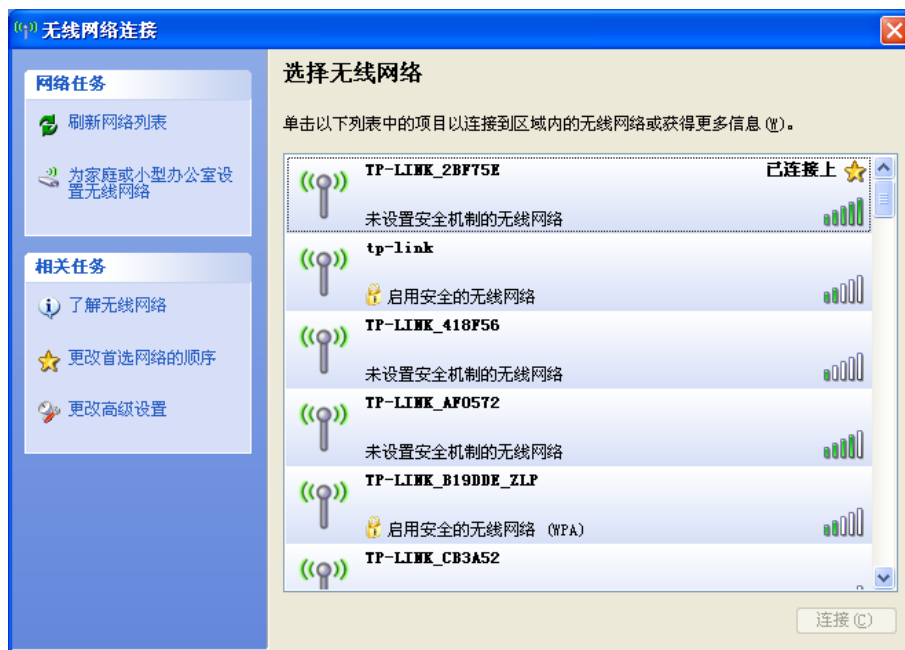 无线网络连接
网络任务
刷新网络列表
为家庭或小型办公室设
置无线网络
相关任务
了解无线网络
更改首选网络的顺序
更改高级设置
选择无线网络
单击以下列表中的项目以连接到区域内的无线网络或获得更多信息(W)。
TP-LINK_2BF75E 已连接上
未设置安全机制的无线网络
tp-link
启用安全的无线网络
TP-LINK_418F56
未设置安全机制的无线网络
TP-LINK_AF0572
未设置安全机制的无线网络
TP-LINK_B19DDE_ZLP
启用安全的无线网络 (WPA)
TP-LINK_CB3A52
连接(C)